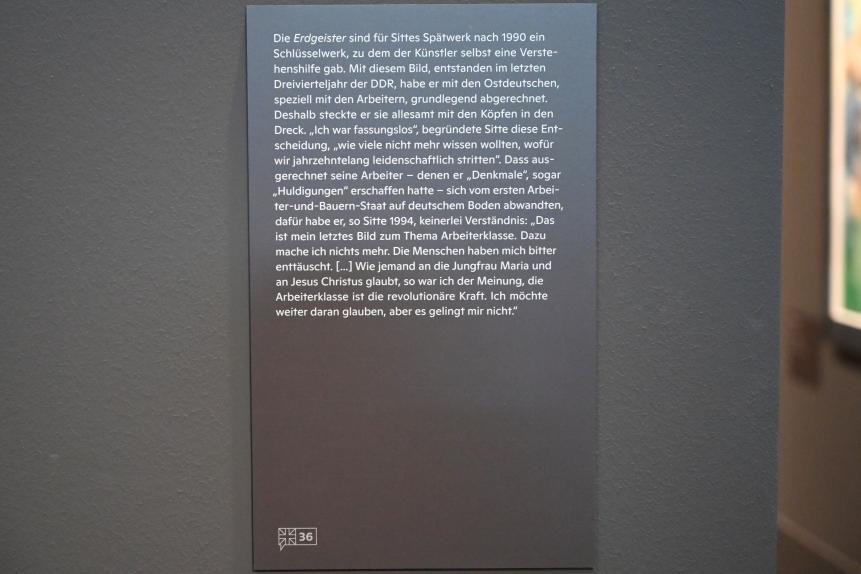 Die Erdgeister sind für Sittes Spätwerk nach 1990 ein
Schlüsselwerk, zu dem der Künstler selbst eine Verste-
henshilfe gab. Mit diesem Bild, entstanden im letzten
Dreivierteljahr der DDR, habe er mit den Ostdeutschen,
speziell mit den Arbeitern, grundlegend abgerechnet.
Deshalb steckte er sie allesamt mit den Köpfen in den
Dreck. „Ich war fassungslos“, begründete Sitte diese Ent-
scheidung, „wie viele nicht mehr wissen wollten, wofür
wir jahrzehntelang leidenschaftlich stritten“. Dass aus-
gerechnet seine Arbeiter – denen er „Denkmale“, sogar
„Huldigungen“ erschaffen hatte – sich vom ersten Arbei-
ter-und-Bauern-Staat auf deutschem Boden abwandten,
dafür habe er, so Sitte 1994, keinerlei Verständnis: „Das
ist mein letztes Bild zum Thema Arbeiterklasse. Dazu
mache ich nichts mehr. Die Menschen haben mich bitter
enttäuscht. [...] Wie jemand an die Jungfrau Maria und
an Jesus Christus glaubt, so war ich der Meinung, die
Arbeiterklasse ist die revolutionäre Kraft. Ich möchte
weiter daran glauben, aber es gelingt mir nicht.“
36